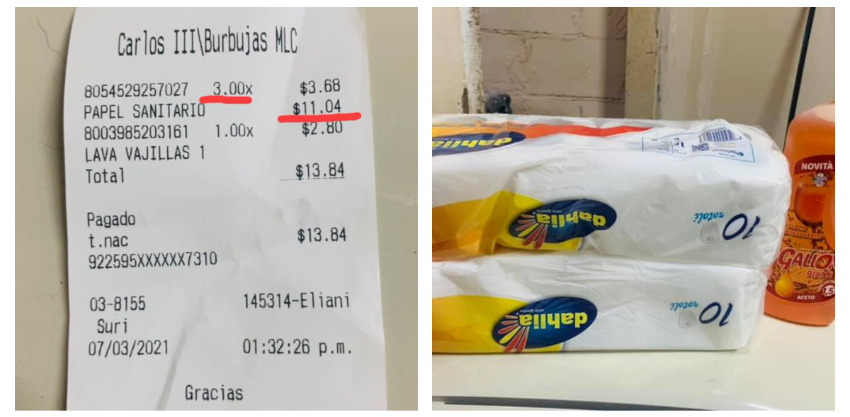 Carlos III\Burbujas MLC
8054529257027 3.00x $3.68
PAPEL SANITARIO $11.04
8003985203161 1.00x $2.80
LAVA VAJILLAS 1
Total $13.84
Pagado
t.nac $13.84
922595XXXXXX7310
03-8155 145314-Eliani
Suri
07/03/2021 01:32:26 p.m.
Gracias
dahlia
dahlia
10 rotoli
dahlia
10 rotoli
NOVITÀ
GALLO
ACETO